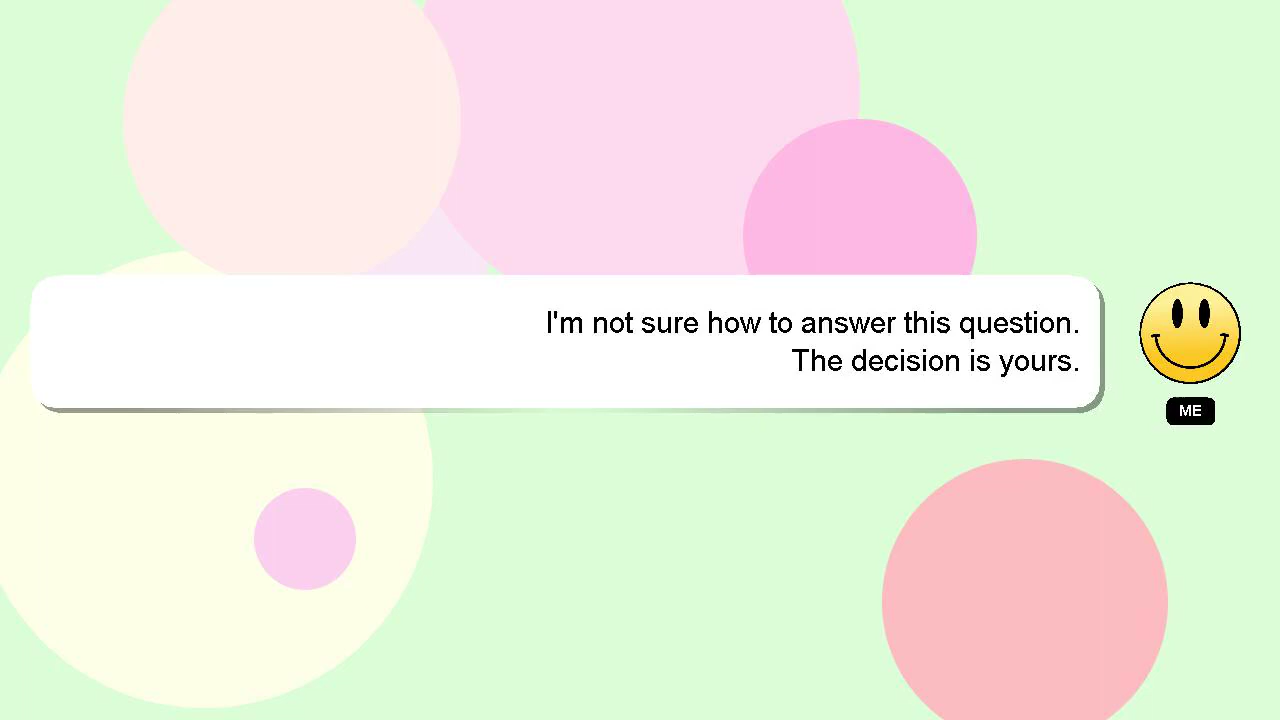 I'm not sure how to answer this question.
The decision is yours.
ME